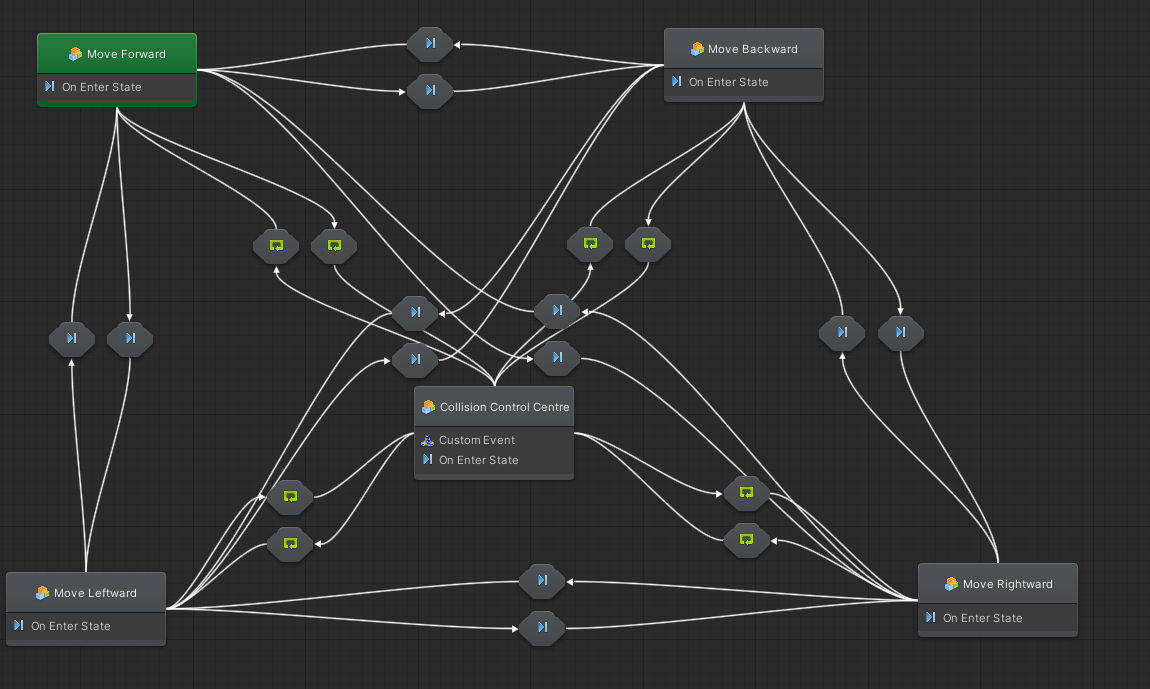 Move Forward
On Enter State
Move Backward
On Enter State
Collision Control Centre
Custom Event
On Enter State
Move Leftward
On Enter State
Move Rightward
On Enter State